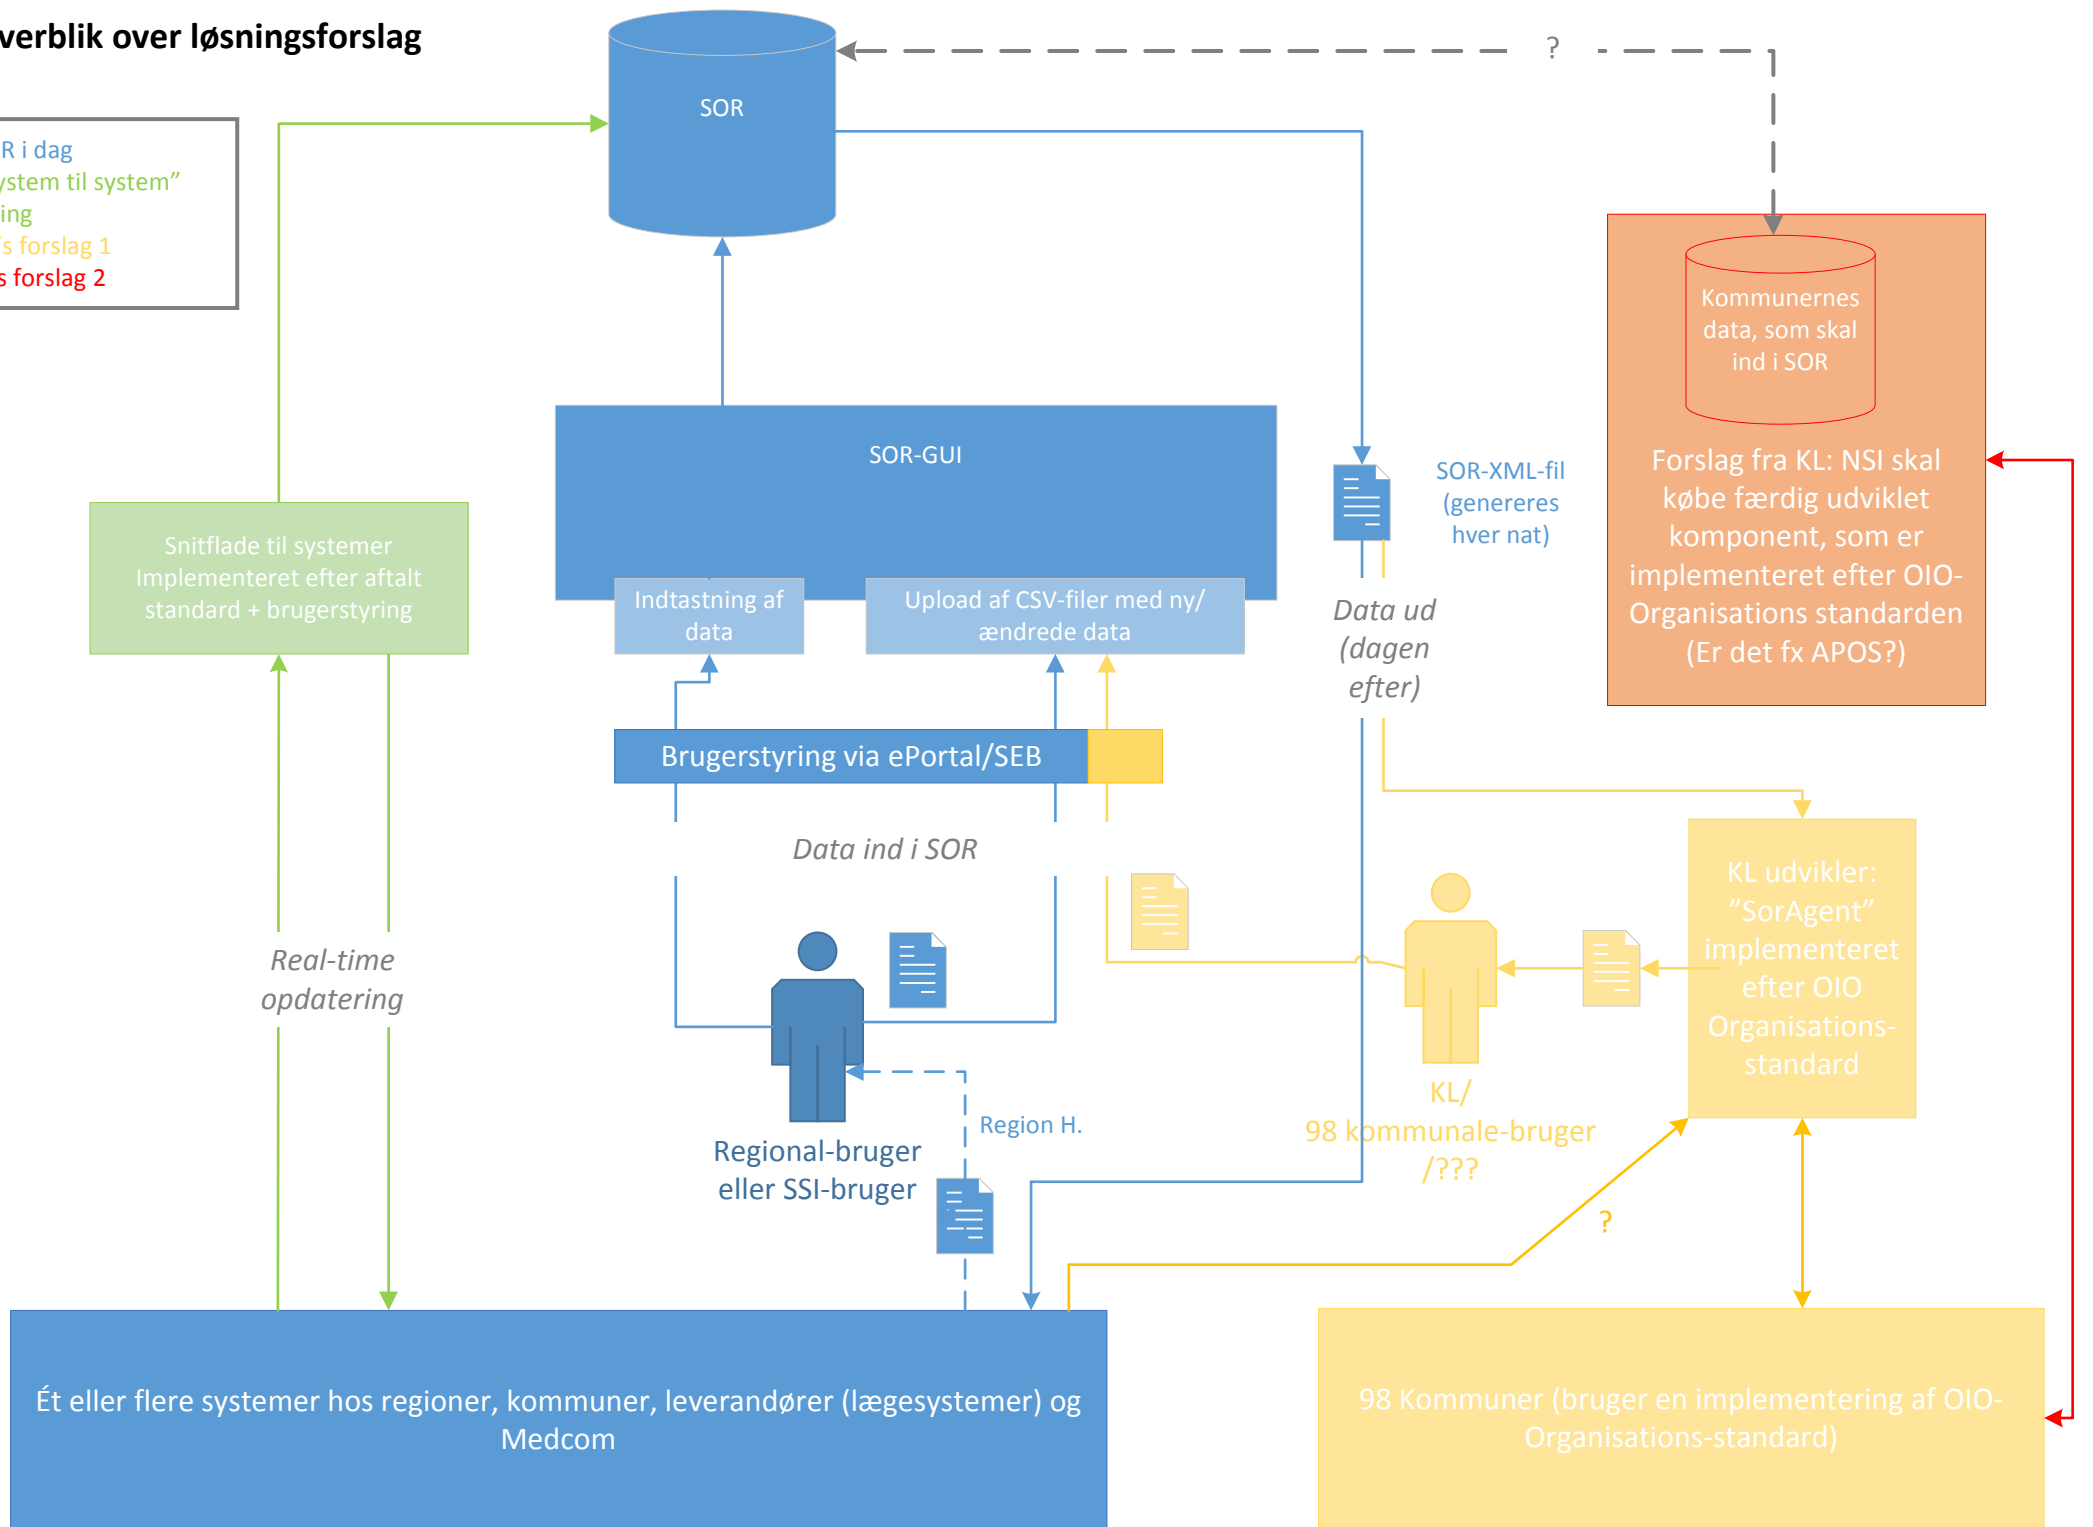 verblik over løsningsforslag
?
SOR
R i dag
ystem til system”
ing
s forslag 1
s forslag 2
Kommunernes
data, som skal
ind i SOR
SOR-GUI
SOR-XML-fil
(genereres
hver nat)
Forslag fra KL: NSI skal
købe færdig udviklet
komponent, som er
implementeret efter OIO-
Organisations standarden
(Er det fx APOS?)
Snitflade til systemer
Implementeret efter aftalt
standard + brugerstyring
Indtastning af
data
Upload af CSV-filer med ny/
ændrede data
Data ud
(dagen
efter)
Brugerstyring via ePortal/SEB
Data ind i SOR
KL udvikler:
”SorAgent”
implementeret
efter OIO
Organisations-
standard
Real-time
opdatering
KL/
98 kommunale-bruger
/???
Region H.
Regional-bruger
eller SSI-bruger
?
Ét eller flere systemer hos regioner, kommuner, leverandører (lægesystemer) og
Medcom
98 Kommuner (bruger en implementering af OIO-
Organisations-standard)